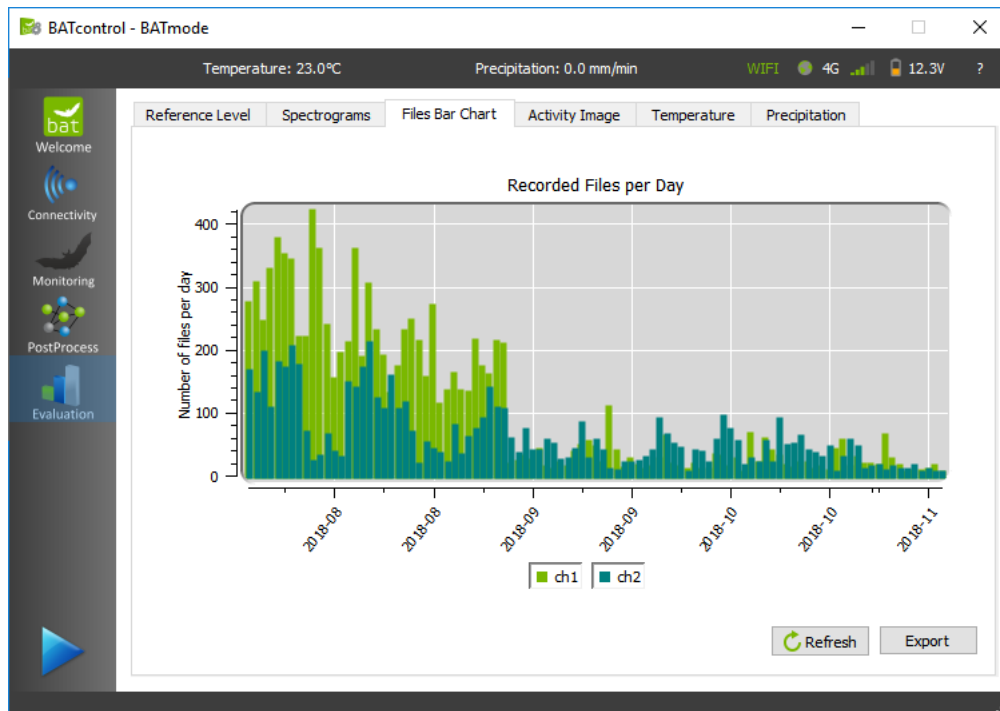 BATcontrol - BATmode
Temperature: 23.0°C Precipitation: 0.0 mm/min WIFI 4G 12.3V ?
bat
Welcome
Connectivity
Monitoring
PostProcess
Evaluation
Reference Level Spectrograms Files Bar Chart Activity Image Temperature Precipitation
Recorded Files per Day
Number of files per day
400
300
200
100
0
2018-08 2018-08 2018-09 2018-09 2018-10 2018-10 2018-11
ch1 ch2
Refresh Export